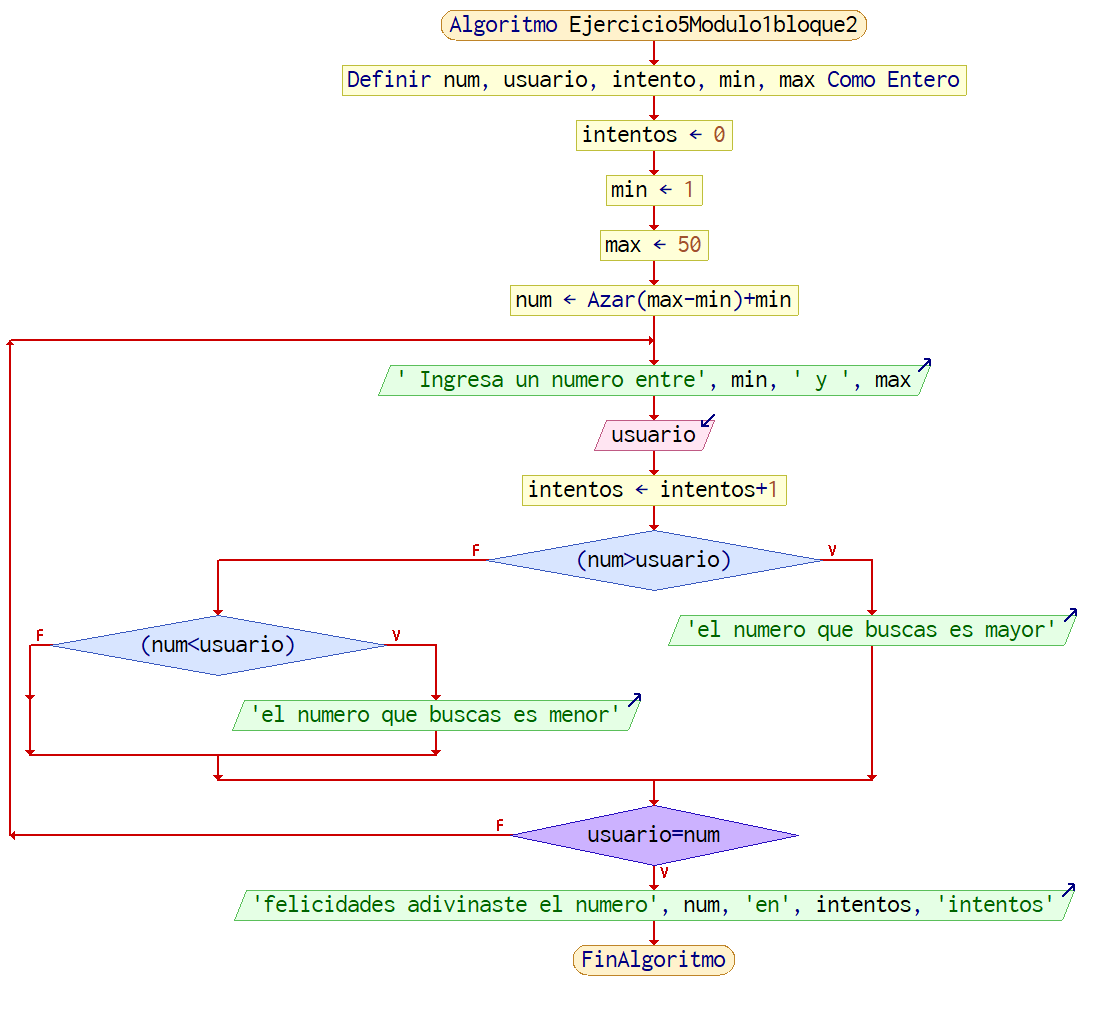 Algoritmo Ejercicio5Modulo1bloque2
Definir num, usuario, intento, min, max Como Entero
intentos ← 0
min ← 1
max ← 50
num ← Azar(max-min)+min
' Ingresa un numero entre', min, ' y ', max
usuario
intentos ← intentos+1
F
(num>usuario)
V
'el numero que buscas es mayor'
F
(num<usuario)
V
'el numero que buscas es menor'
F
usuario=num
V
'felicidades adivinaste el numero', num, 'en', intentos, 'intentos'
FinAlgoritmo